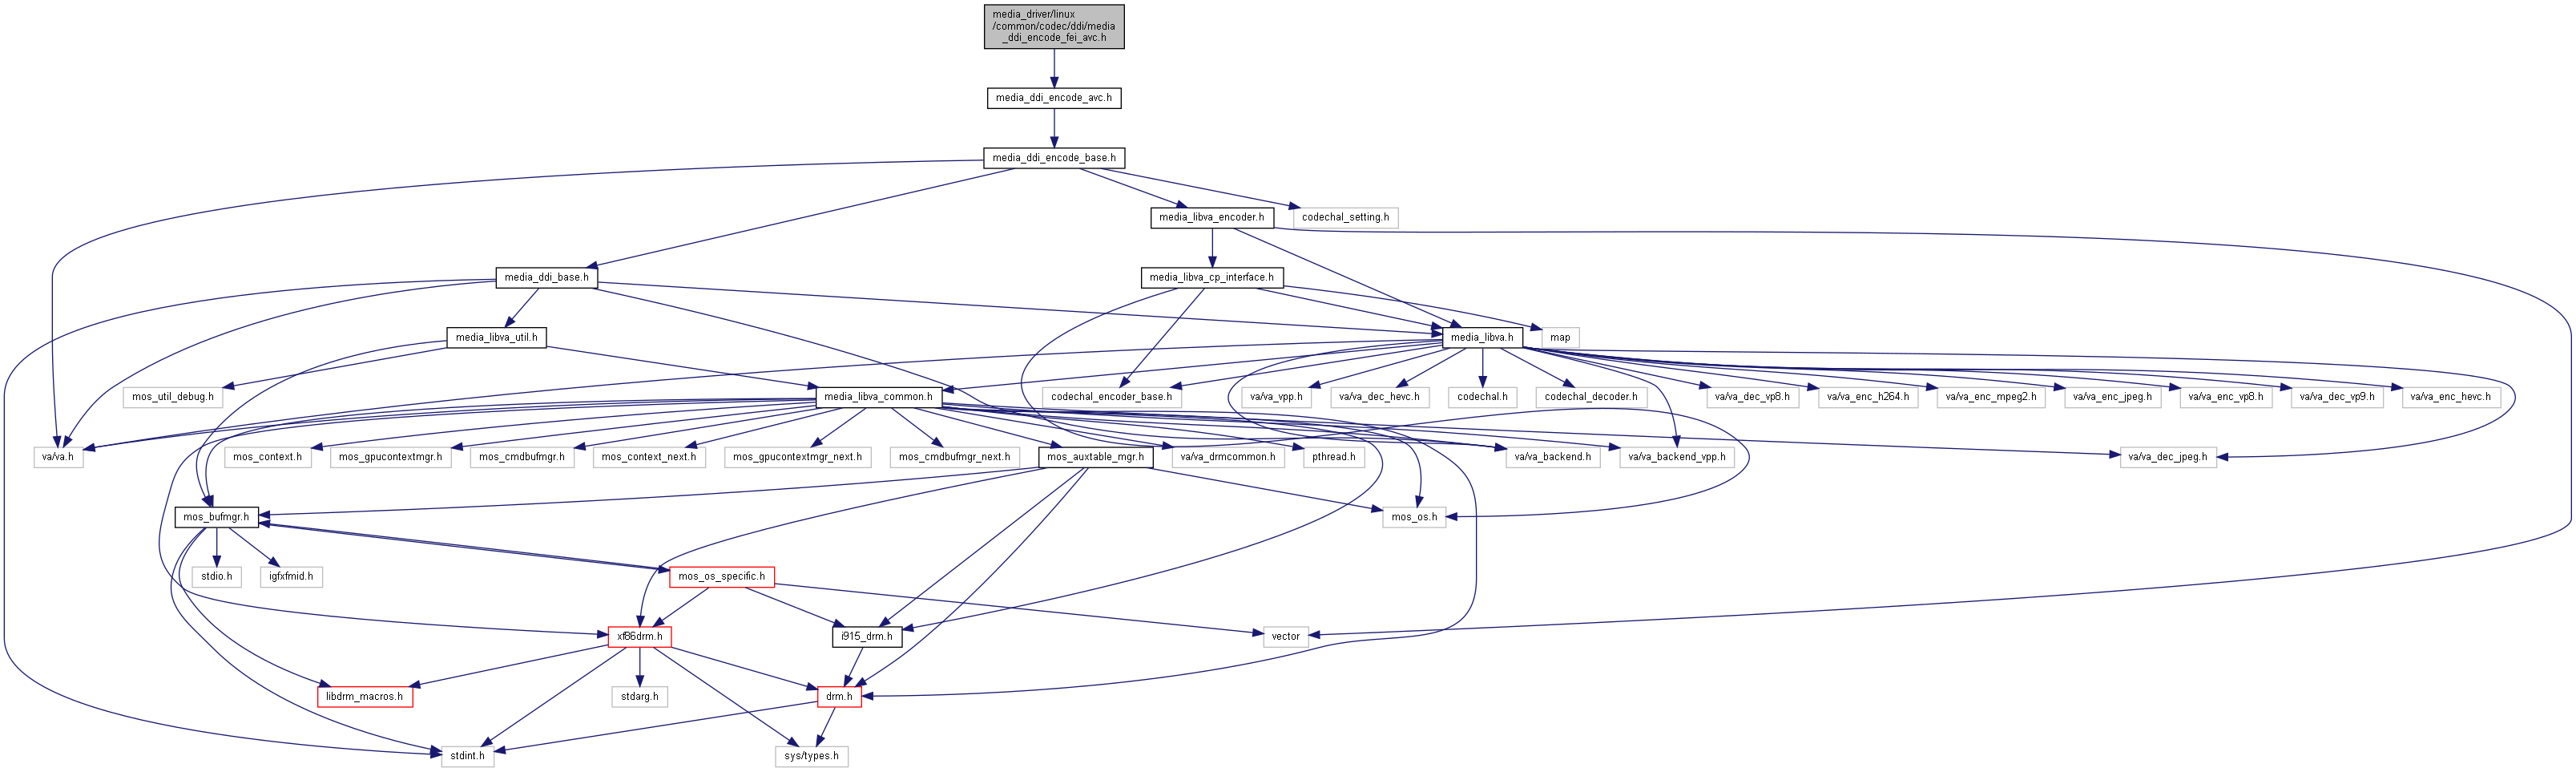 media_driver/linux
/common/codec/ddi/media
_ddi_encode_fei_avc.h
media_ddi_encode_avc.h
media_ddi_encode_base.h
media_libva_encoder.h
codechal_setting.h
media_ddi_base.h
media_libva_cp_interface.h
media_libva_util.h
media_libva.h
map
mos_util_debug.h
media_libva_common.h
codechal_encoder_base.h
va/va_vpp.h
va/va_dec_hevc.h
codechal.h
codechal_decoder.h
va/va_dec_vp8.h
va/va_enc_h264.h
va/va_enc_mpeg2.h
va/va_enc_jpeg.h
va/va_enc_vp8.h
va/va_dec_vp9.h
va/va_enc_hevc.h
va/va.h
mos_context.h
mos_gpucontextmgr.h
mos_cmdbufmgr.h
mos_context_next.h
mos_gpucontextmgr_next.h
mos_cmdbufmgr_next.h
mos_auxtable_mgr.h
va/va_drmcommon.h
pthread.h
va/va_backend.h
va/va_backend_vpp.h
va/va_dec_jpeg.h
mos_bufmgr.h
mos_os.h
stdio.h
igfxfmid.h
mos_os_specific.h
xf86drm.h
i915_drm.h
vector
libdrm_macros.h
stdarg.h
drm.h
stdint.h
sys/types.h